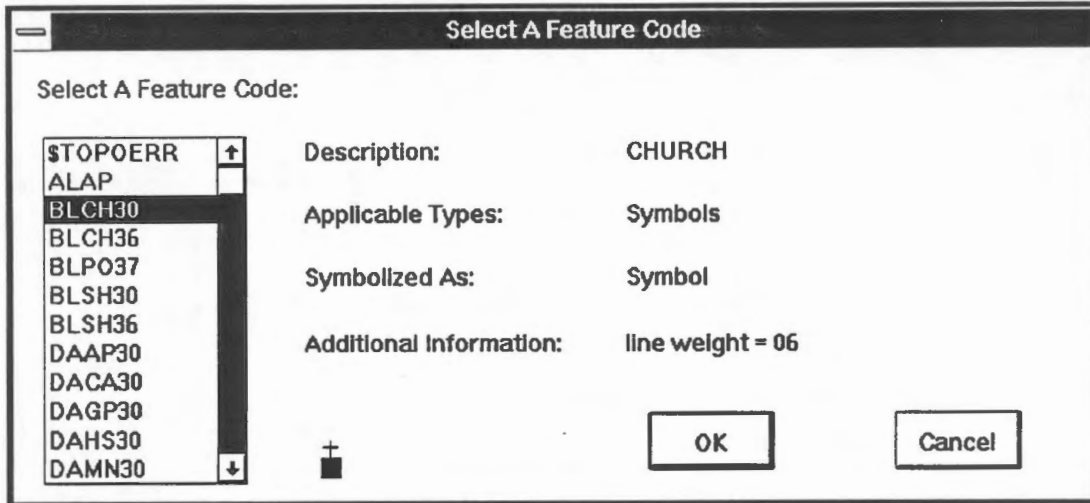 Select A Feature Code
Select A Feature Code:
$TOPOERR
ALAP
BLCH30
BLCH36
BLPO37
BLSH30
BLSH36
DAAP30
DACA30
DAGP30
DAHS30
DAMN30
Description: CHURCH
Applicable Types: Symbols
Symbolized As: Symbol
Additional Information: line weight = 06
OK Cancel